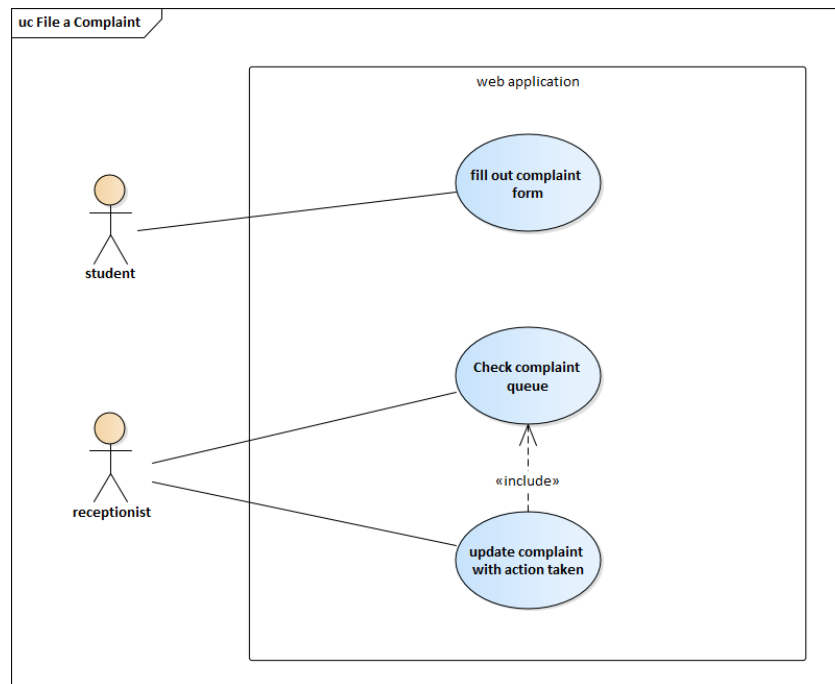 uc File a Complaint
web application
fill out complaint
form
student
Check complaint
queue
«include»
receptionist
update complaint
with action taken